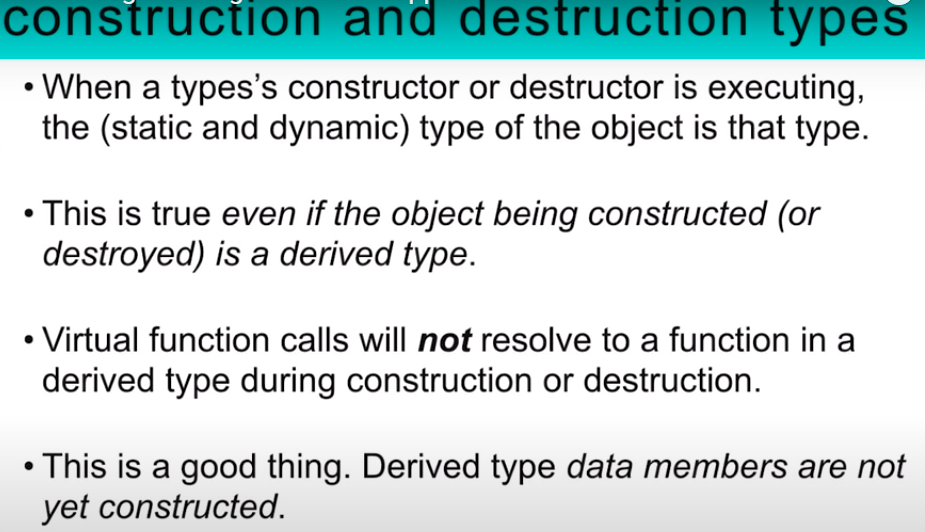 construction and destruction types
• When a types's constructor or destructor is executing,
the (static and dynamic) type of the object is that type.
• This is true even if the object being constructed (or
destroyed) is a derived type.
• Virtual function calls will not resolve to a function in a
derived type during construction or destruction.
• This is a good thing. Derived type data members are not
yet constructed.